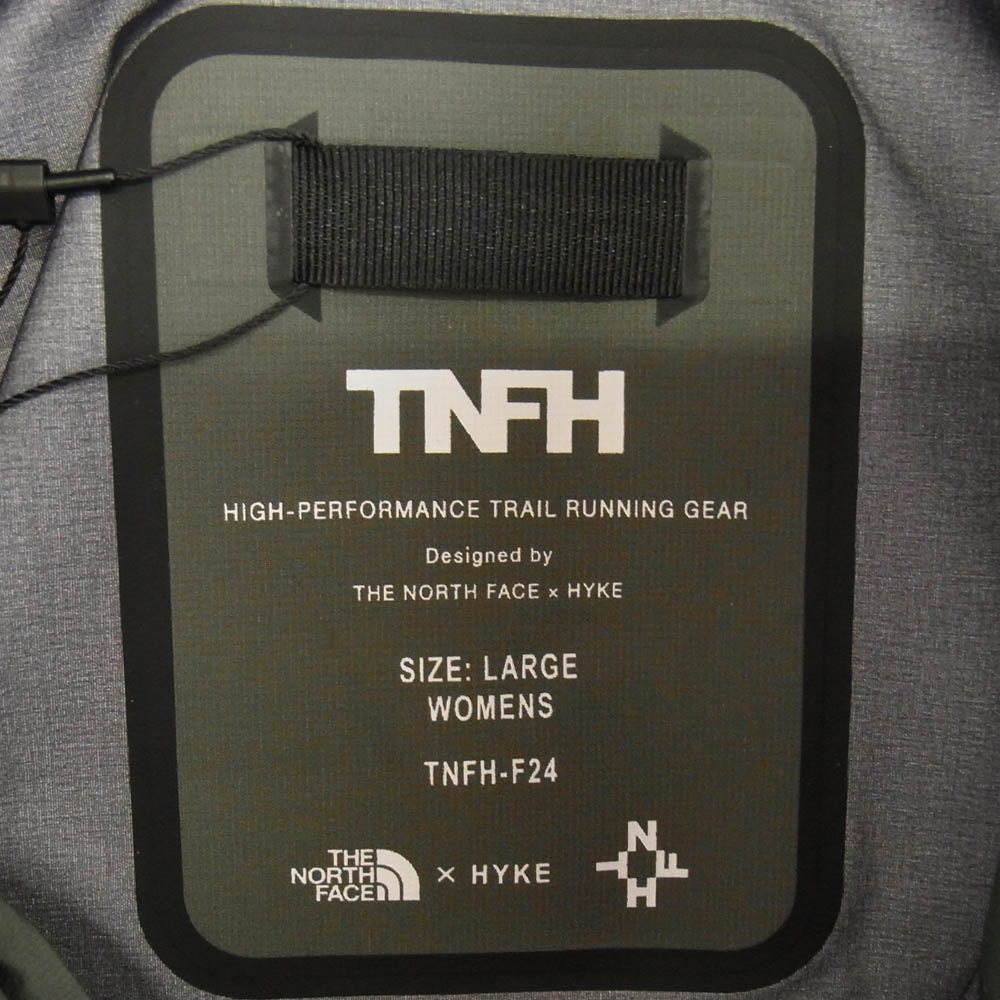 TNFH
HIGH-PERFORMANCE TRAIL RUNNING GEAR
Designed by
THE NORTH FACE × HYKE
SIZE: LARGE
WOMENS
TNFH-F24
THE
NORTH
FACE
× HYKE
N
T F
H